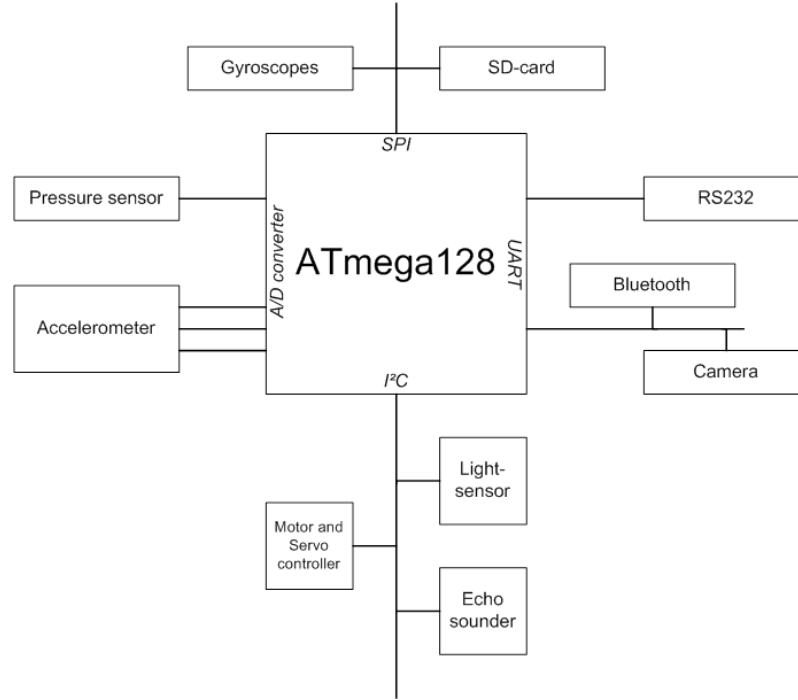 Gyroscopes
SD-card
SPI
Pressure sensor
RS232
A/D converter
ATmega128
UART
Bluetooth
Accelerometer
Camera
I²C
Light-
sensor
Motor and
Servo
controller
Echo
sounder